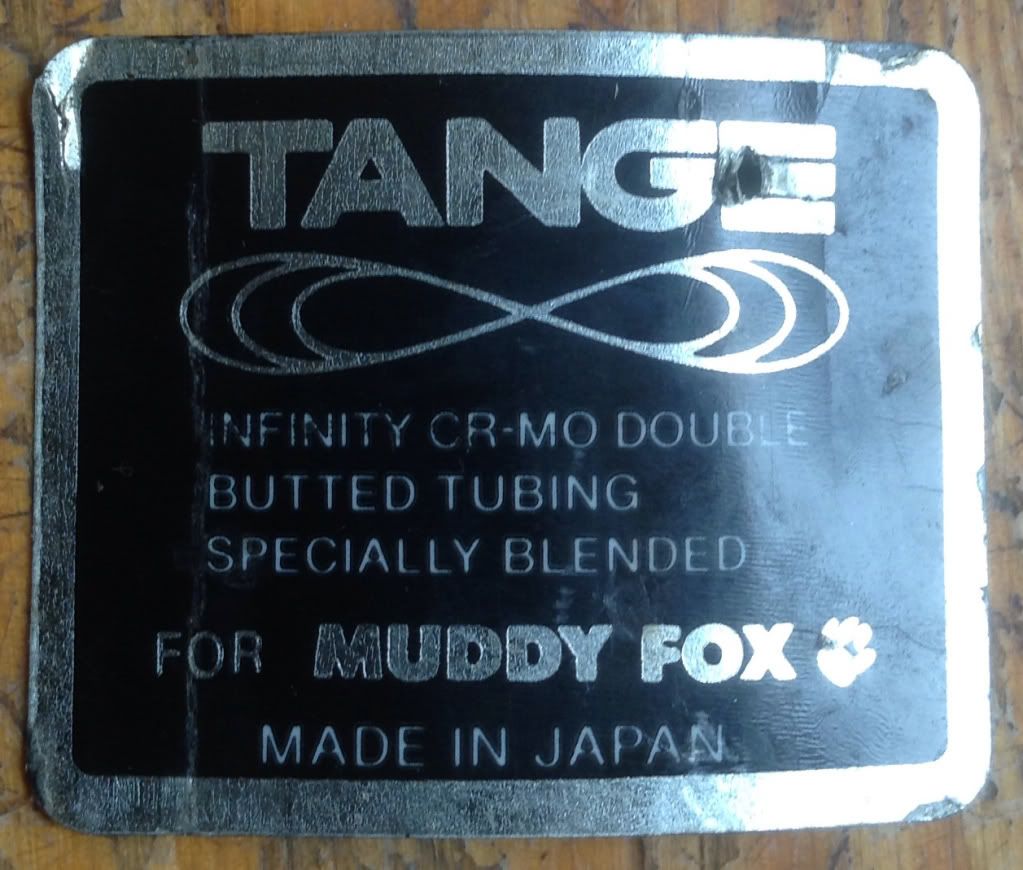 TANGE
INFINITY CR-MO DOUBLE
BUTTED TUBING
SPECIALLY BLENDED
FOR MUDDY FOX
MADE IN JAPAN